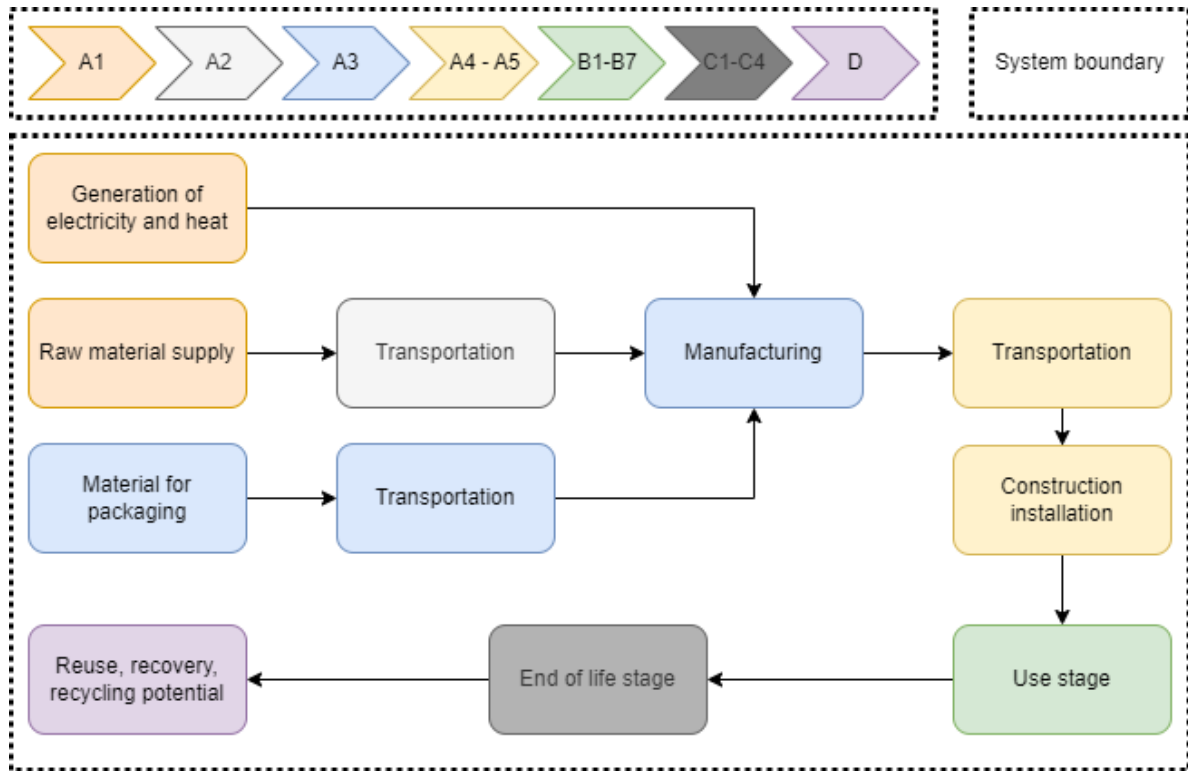 A1
A2
A3
A4 - A5
B1-B7
C1-C4
D
System boundary
Generation of
electricity and heat
Raw material supply
Transportation
Manufacturing
Transportation
Material for
packaging
Transportation
Construction
installation
Reuse, recovery,
recycling potential
End of life stage
Use stage